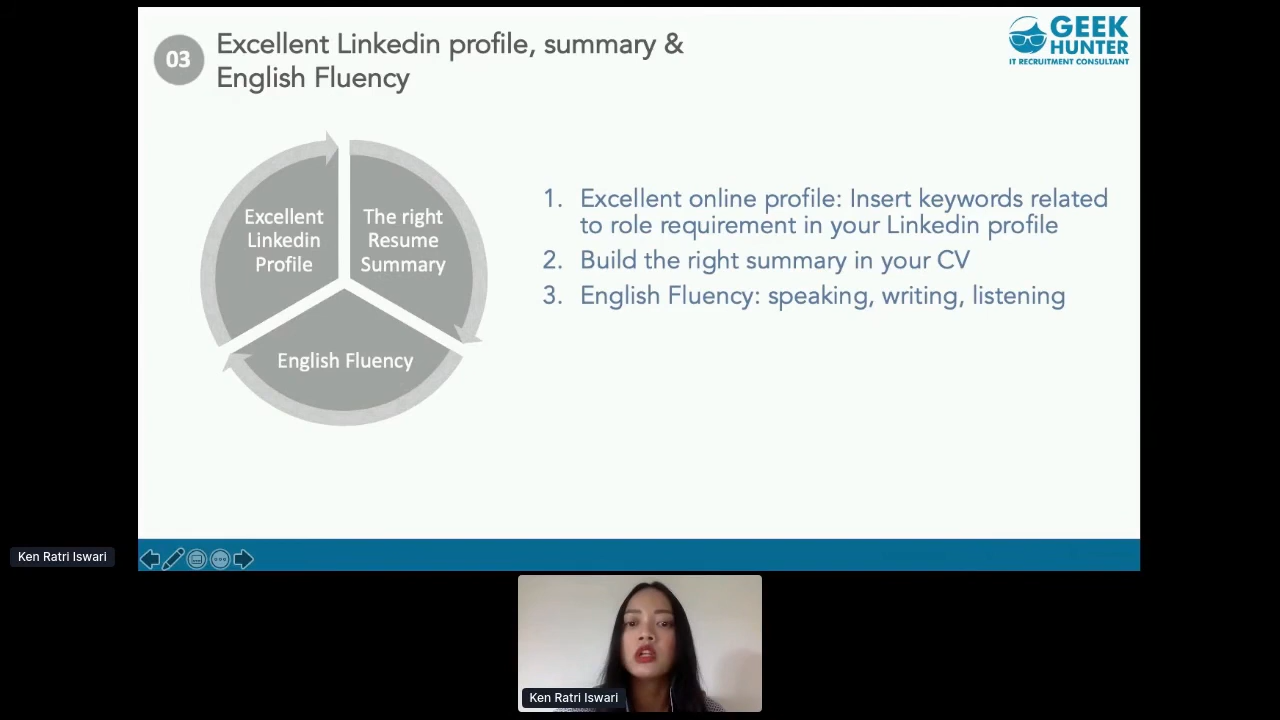 03
Excellent Linkedin profile, summary &
English Fluency
GEEK
HUNTER
IT RECRUITMENT CONSULTANT
Excellent
Linkedin
Profile
The right
Resume
Summary
English Fluency
1. Excellent online profile: Insert keywords related
to role requirement in your Linkedin profile
2. Build the right summary in your CV
3. English Fluency: speaking, writing, listening
Ken Ratri Iswari
Ken Ratri Iswari